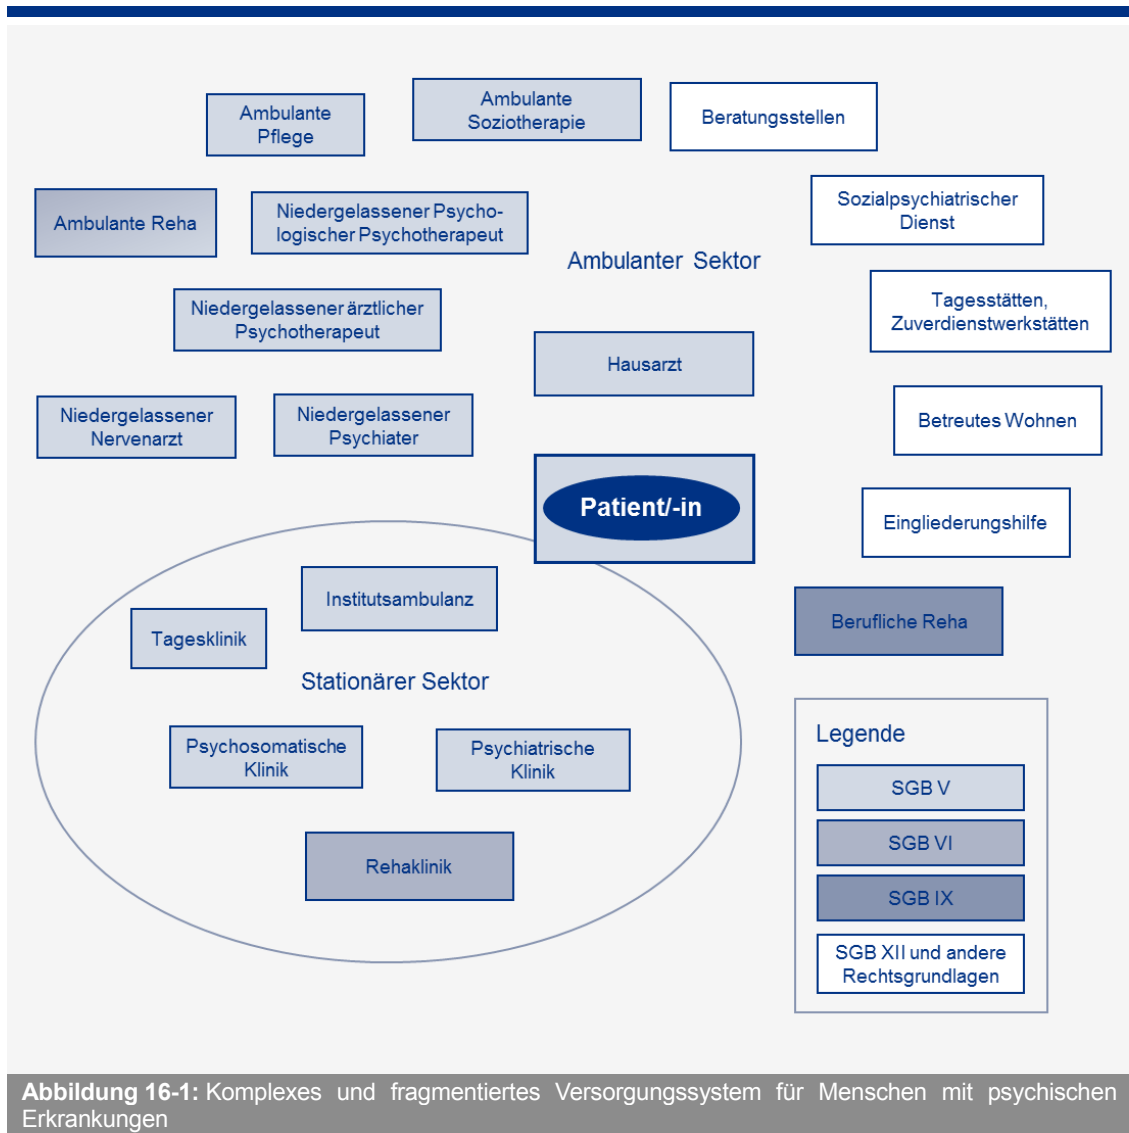 Ambulante
Pflege
Ambulante
Soziotherapie
Beratungsstellen
Ambulante Reha
Niedergelassener Psycho-
logischer Psychotherapeut
Sozialpsychiatrischer
Dienst
Ambulanter Sektor
Niedergelassener ärztlicher
Psychotherapeut
Tagesstätten,
Zuverdienstwerkstätten
Hausarzt
Niedergelassener
Nervenarzt
Niedergelassener
Psychiater
Betreutes Wohnen
Patient/-in
Eingliederungshilfe
Institutsambulanz
Tagesklinik
Berufliche Reha
Stationärer Sektor
Psychosomatische
Klinik
Psychiatrische
Klinik
Rehaklinik
Legende
SGB V
SGB VI
SGB IX
SGB XII und andere
Rechtsgrundlagen
Abbildung 16-1: Komplexes und fragmentiertes Versorgungssystem für Menschen mit psychischen
Erkrankungen